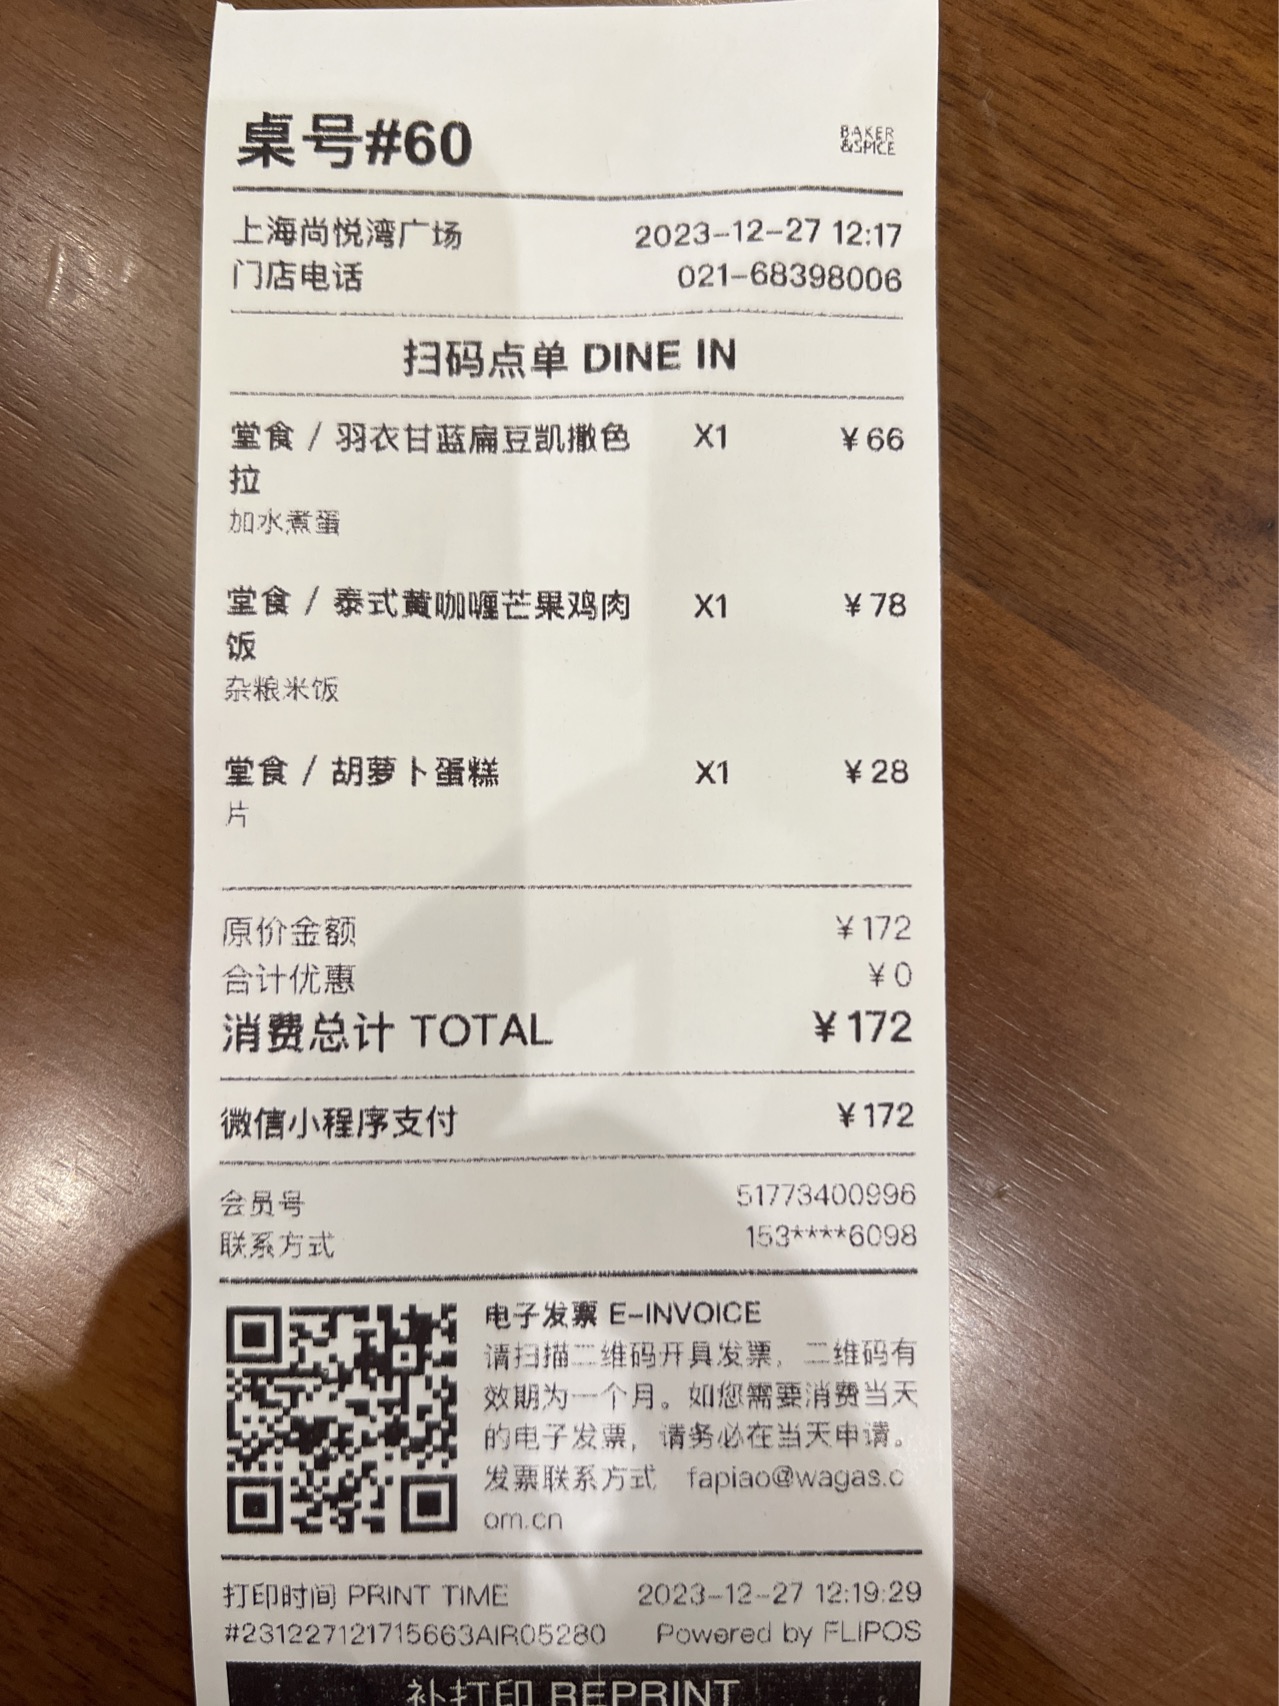 桌号#60
BAKER
&SPICE
上海尚悦湾广场 2023-12-27 12:17
门店电话 021-68398006
扫码点单 DINE IN
堂食 / 羽衣甘蓝扁豆凯撒色 X1 ¥66
拉
加水煮蛋
堂食 / 泰式黄咖喱芒果鸡肉 X1 ¥78
饭
杂粮米饭
堂食 / 胡萝卜蛋糕 X1 ¥28
片
原价金额 ¥172
合计优惠 ¥0
消费总计 TOTAL ¥172
微信小程序支付 ¥172
会员号 51773400996
联系方式 153****6098
电子发票 E-INVOICE
请扫描二维码开具发票，二维码有
效期为一个月。如您需要消费当天
的电子发票，请务必在当天申请。
发票联系方式 fapiao@wagas.c
om.cn
打印时间 PRINT TIME 2023-12-27 12:19:29
#231227121715663AIR05280 Powered by FLIPOS
补打印 REPRINT